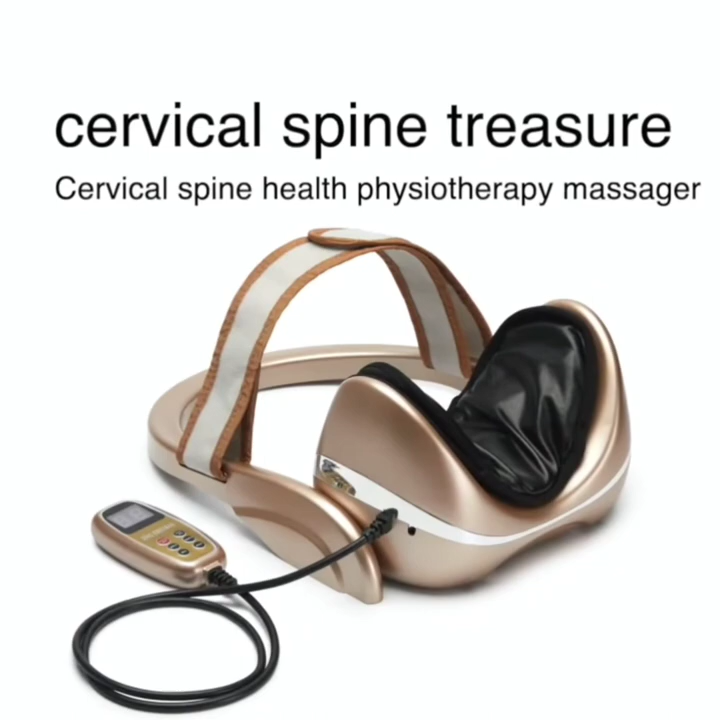 cervical spine treasure
Cervical spine health physiotherapy massager